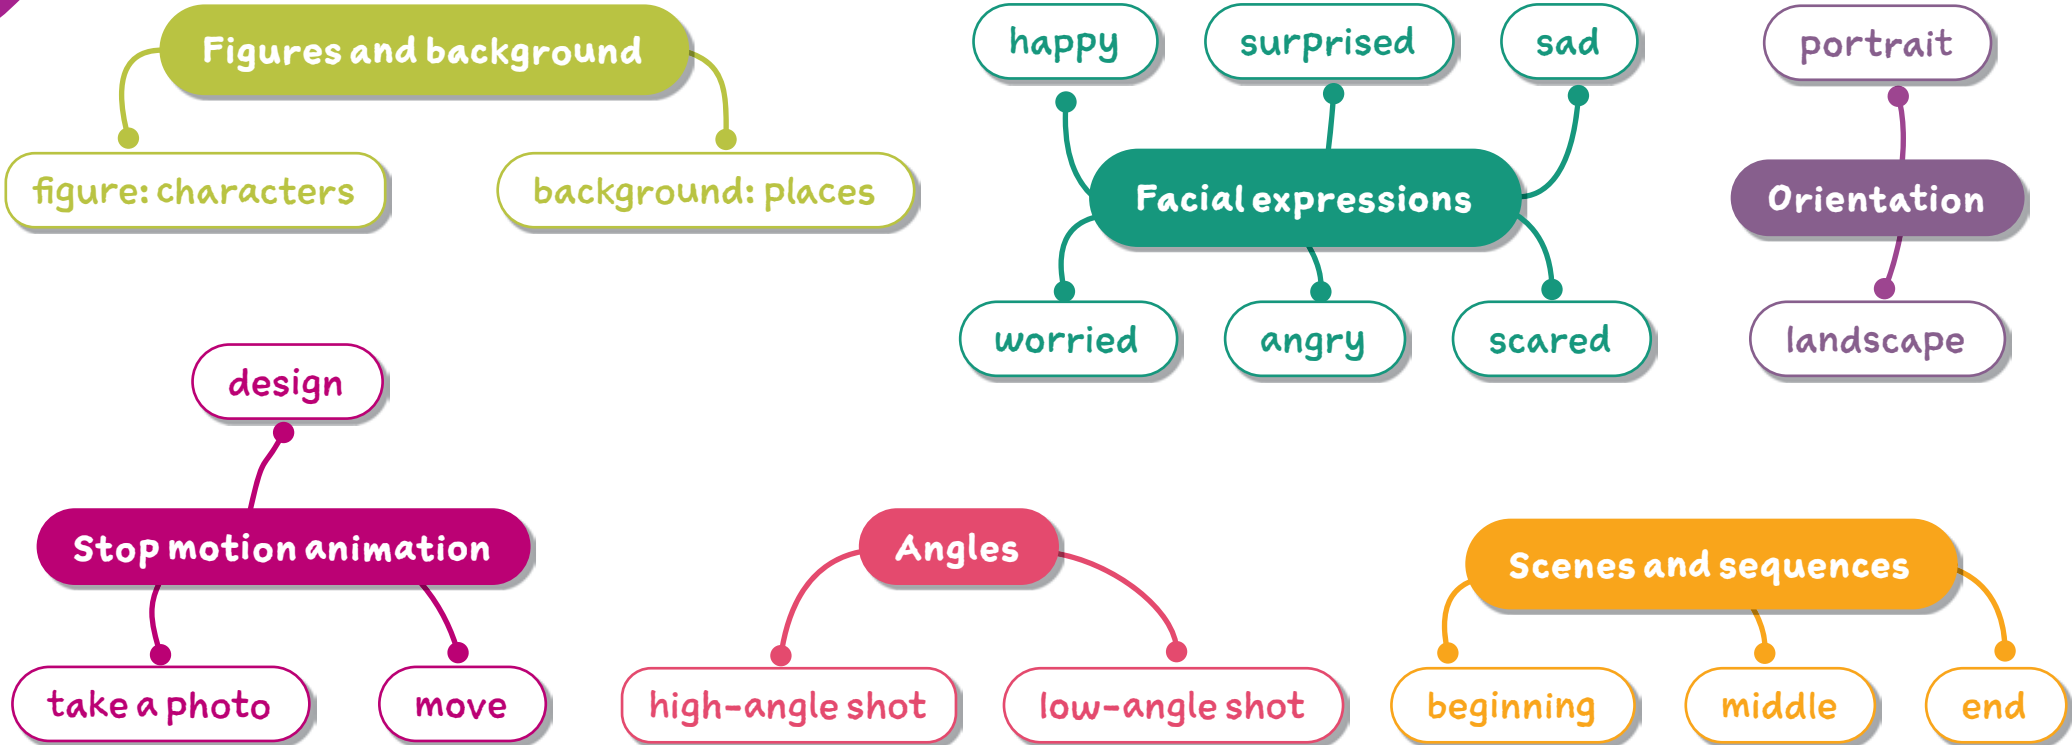 Figures and background
figure: characters
background: places
happy
surprised
sad
Facial expressions
worried
angry
scared
portrait
Orientation
landscape
design
Stop motion animation
take a photo
move
Angles
high-angle shot
low-angle shot
Scenes and sequences
beginning
middle
end